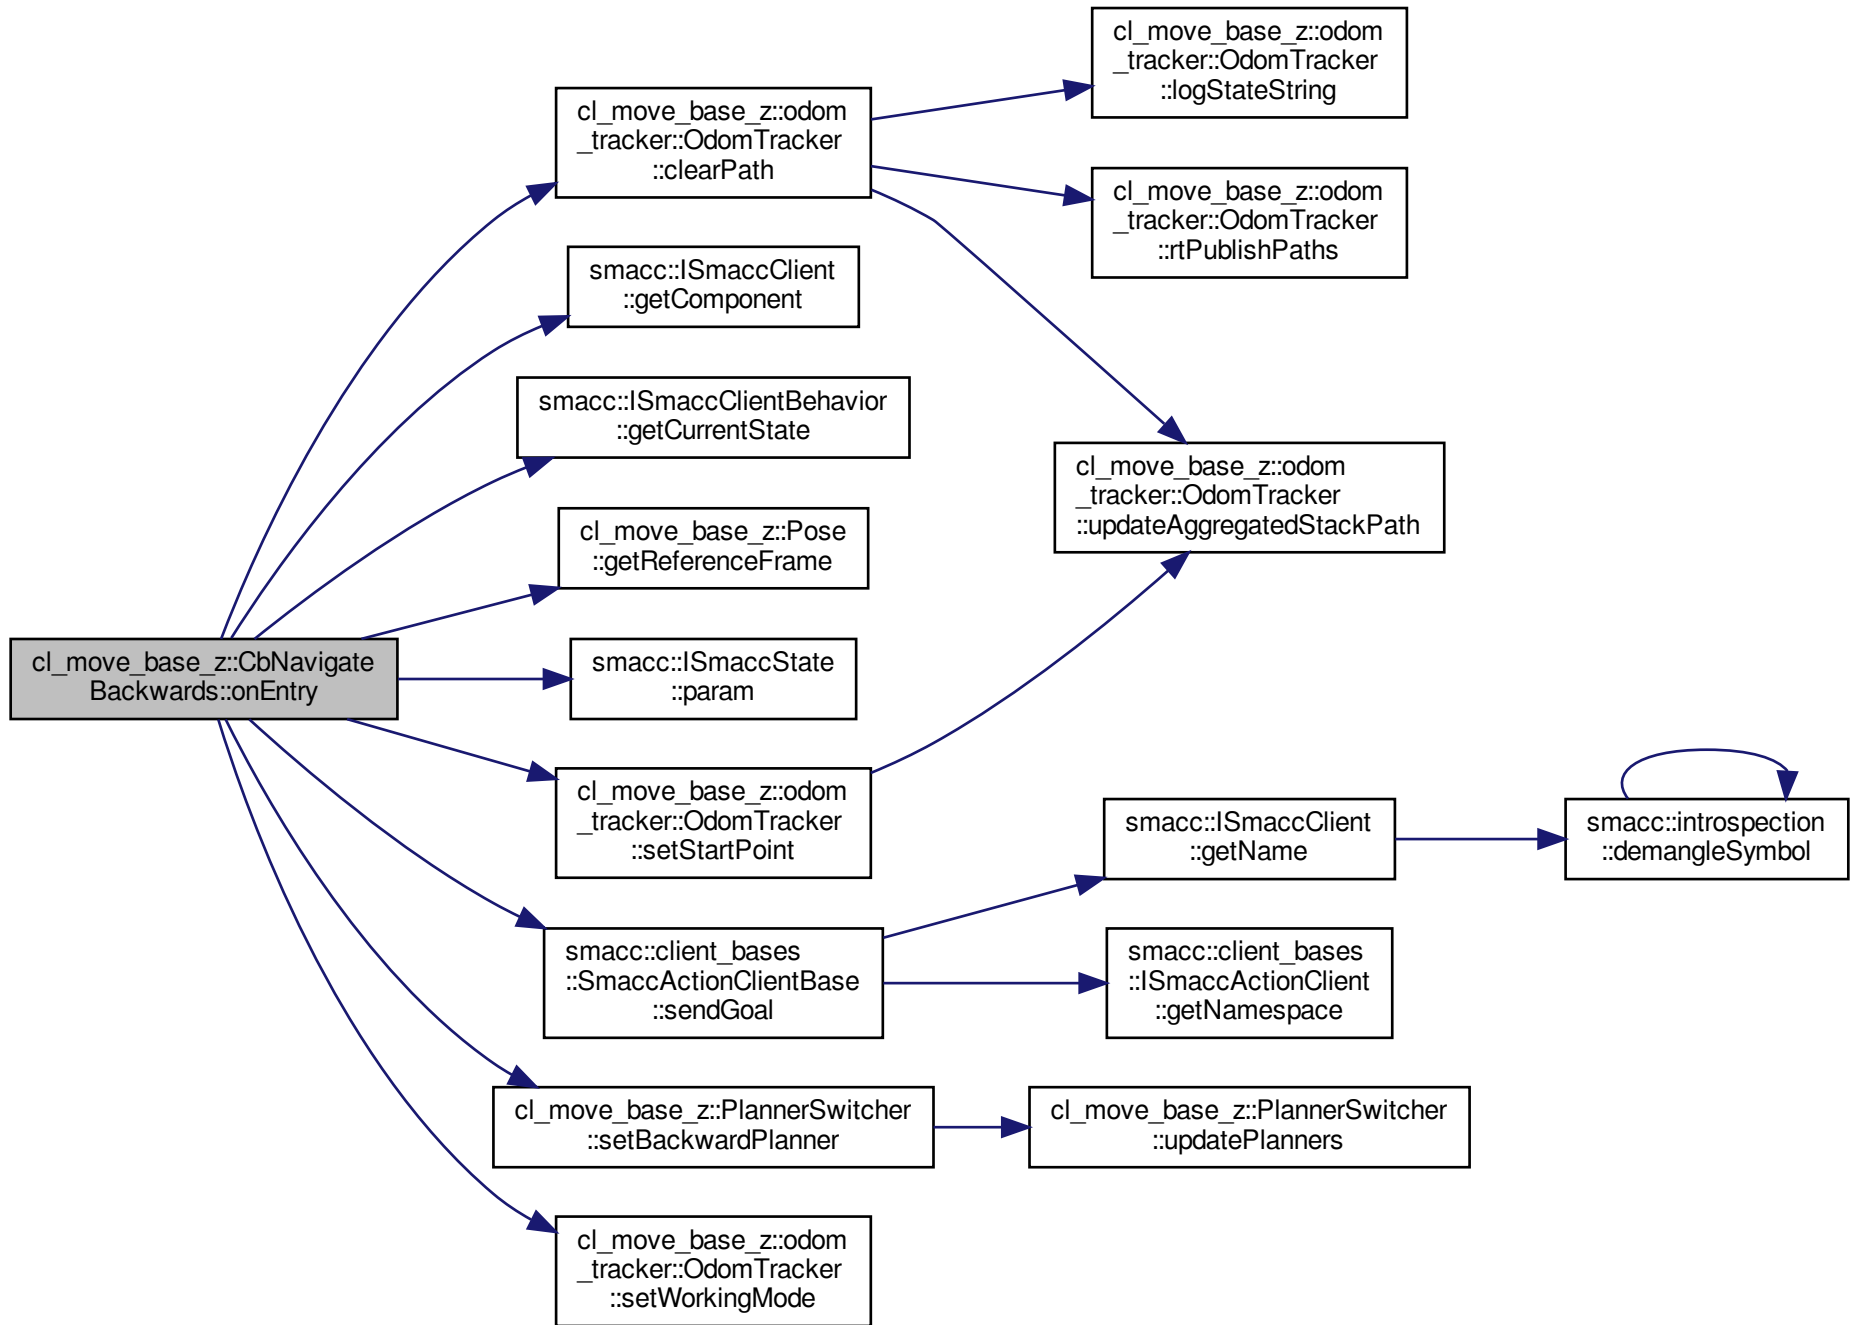 cl_move_base_z::CbNavigate
Backwards::onEntry
cl_move_base_z::odom
_tracker::OdomTracker
::clearPath
smacc::ISmaccClient
::getComponent
smacc::ISmaccClientBehavior
::getCurrentState
cl_move_base_z::Pose
::getReferenceFrame
smacc::ISmaccState
::param
cl_move_base_z::odom
_tracker::OdomTracker
::setStartPoint
smacc::client_bases
::SmaccActionClientBase
::sendGoal
cl_move_base_z::PlannerSwitcher
::setBackwardPlanner
cl_move_base_z::odom
_tracker::OdomTracker
::setWorkingMode
cl_move_base_z::odom
_tracker::OdomTracker
::logStateString
cl_move_base_z::odom
_tracker::OdomTracker
::rtPublishPaths
cl_move_base_z::odom
_tracker::OdomTracker
::updateAggregatedStackPath
smacc::ISmaccClient
::getName
smacc::client_bases
::ISmaccActionClient
::getNamespace
cl_move_base_z::PlannerSwitcher
::updatePlanners
smacc::introspection
::demangleSymbol